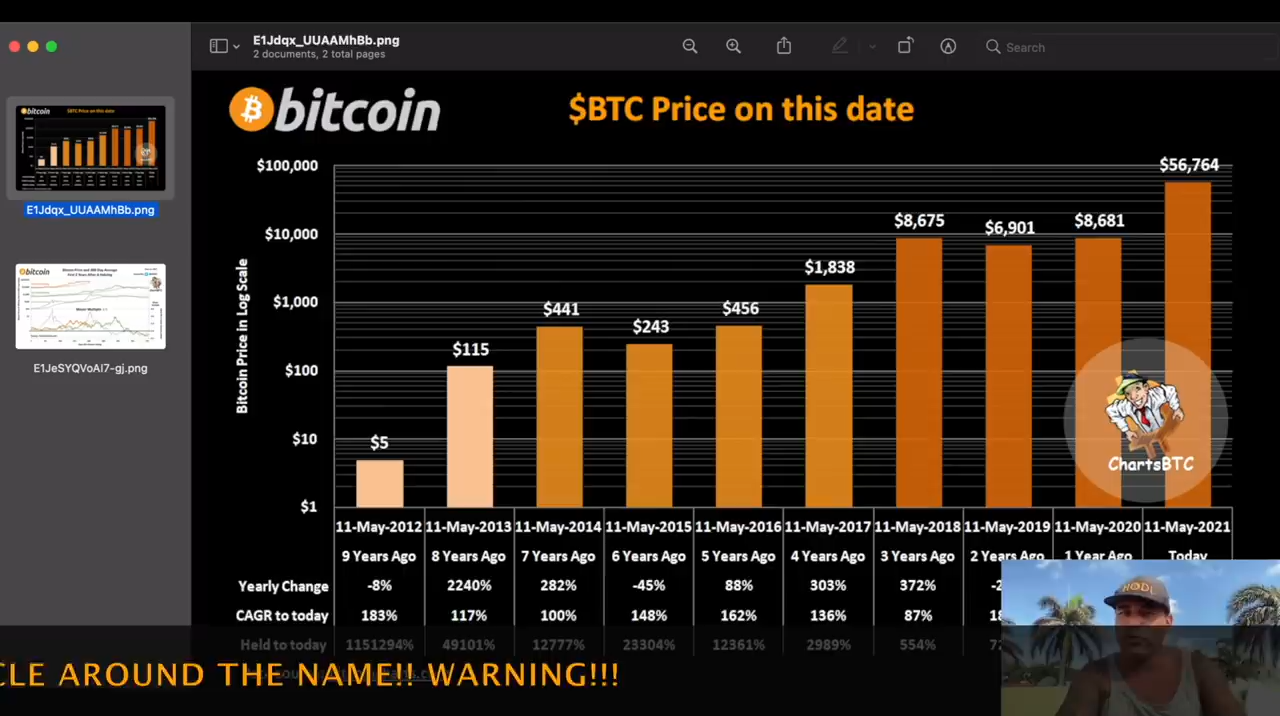 E1Jdqx_UUAAMhBb.png
2 documents, 2 total pages
Search
E1Jdqx_UUAAMhBb.png
E1JeSYQVoAI7-gj.png
bitcoin
$BTC Price on this date
Bitcoin Price in Log Scale
$100,000
$10,000
$1,000
$100
$10
$1
$5
$115
$441
$243
$456
$1,838
$8,675
$6,901
$8,681
$56,764
ChartsBTC
11-May-2012 11-May-2013 11-May-2014 11-May-2015 11-May-2016 11-May-2017 11-May-2018 11-May-2019 11-May-2020 11-May-2021
9 Years Ago 8 Years Ago 7 Years Ago 6 Years Ago 5 Years Ago 4 Years Ago 3 Years Ago 2 Years Ago 1 Year Ago Today
Yearly Change -8% 2240% 282% -45% 88% 303% 372%
CAGR to today 183% 117% 100% 148% 162% 136% 87%
Held to today 1151294% 49101% 12777% 23304% 12361% 2989% 554%
CLE AROUND THE NAME!! WARNING!!!
HODL